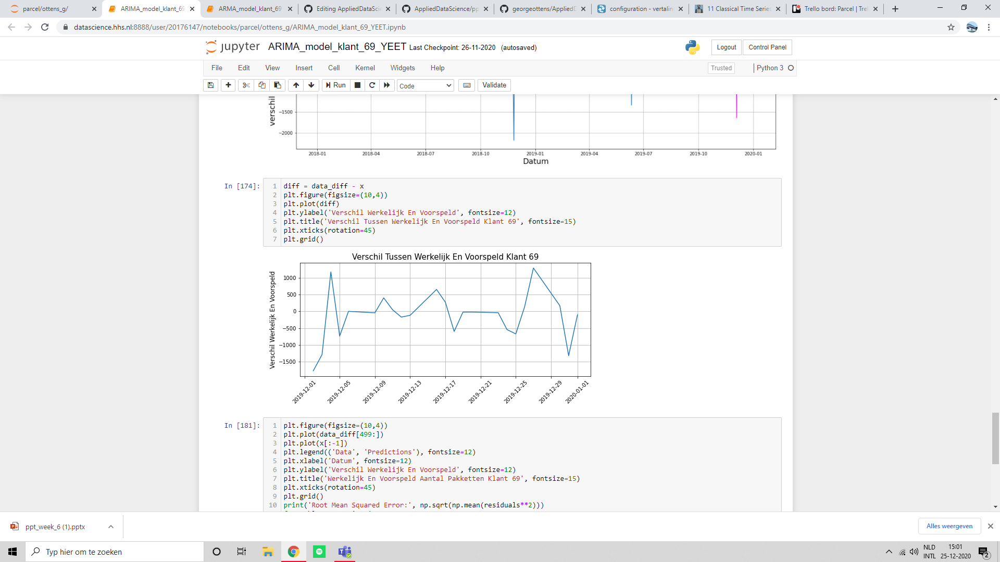 parcel/ottens_g/
ARIMA_model_klant_69
ARMA_model_klant_69
Editing AppliedDataScie
AppliedDataScience/pp
georgeottens/AppliedD
configuration - vertalin
11 Classical Time Series
Trello bord: Parcel | Trel
datascience.hhs.nl:8888/user/20176147/notebooks/parcel/ottens_g/ARIMA_model_klant_69_YEET.ipynb
jupyter ARIMA_model_klant_69_YEET Last Checkpoint: 26-11-2020 (autosaved)
Logout Control Panel
File Edit View Insert Cell Kernel Widgets Help
Trusted Python 3
Run Code Validate
verschil
−1500
−2000
2018-01 2018-04 2018-07 2018-10 2019-01 2019-04 2019-07 2019-10 2020-01
Datum
In [174]:
1 diff = data_diff - x
2 plt.figure(figsize=(10,4))
3 plt.plot(diff)
4 plt.ylabel('Verschil Werkelijk En Voorspeld', fontsize=12)
5 plt.title('Verschil Tussen Werkelijk En Voorspeld Klant 69', fontsize=15)
6 plt.xticks(rotation=45)
7 plt.grid()
Verschil Tussen Werkelijk En Voorspeld Klant 69
Verschil Werkelijk En Voorspeld
1000
500
0
−500
−1000
−1500
2019-12-01 2019-12-05 2019-12-09 2019-12-13 2019-12-17 2019-12-21 2019-12-25 2019-12-29 2020-01-01
In [181]:
1 plt.figure(figsize=(10,4))
2 plt.plot(data_diff[499:])
3 plt.plot(x[:-1])
4 plt.legend(('Data', 'Predictions'), fontsize=12)
5 plt.xlabel('Datum', fontsize=12)
6 plt.ylabel('Verschil Werkelijk En Voorspeld', fontsize=12)
7 plt.title('Werkelijk En Voorspeld Aantal Pakketten Klant 69', fontsize=15)
8 plt.xticks(rotation=45)
9 plt.grid()
10 print('Root Mean Squared Error:', np.sqrt(np.mean(residuals**2)))
ppt_week_6 (1).pptx
Alles weergeven
Typ hier om te zoeken
NLD
INTL
15:01
25-12-2020
2